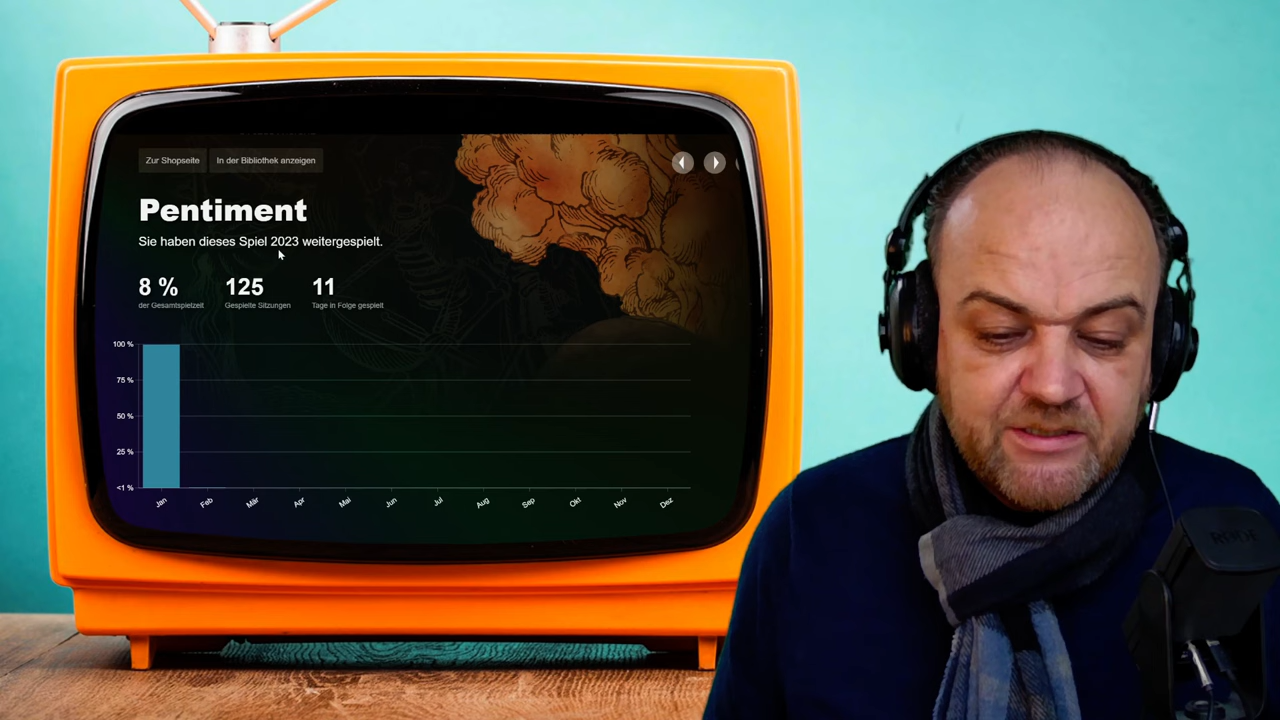 Zur Shopseite
In der Bibliothek anzeigen
Pentiment
Sie haben dieses Spiel 2023 weitergespielt.
8 % 125 11
der Gesamtspielzeit Gespielte Sitzungen Tage in Folge gespielt
100 %
75 %
50 %
25 %
<1 %
Jan Feb Mär Apr Mai Jun Jul Aug Sep Okt Nov Dez
RØDE